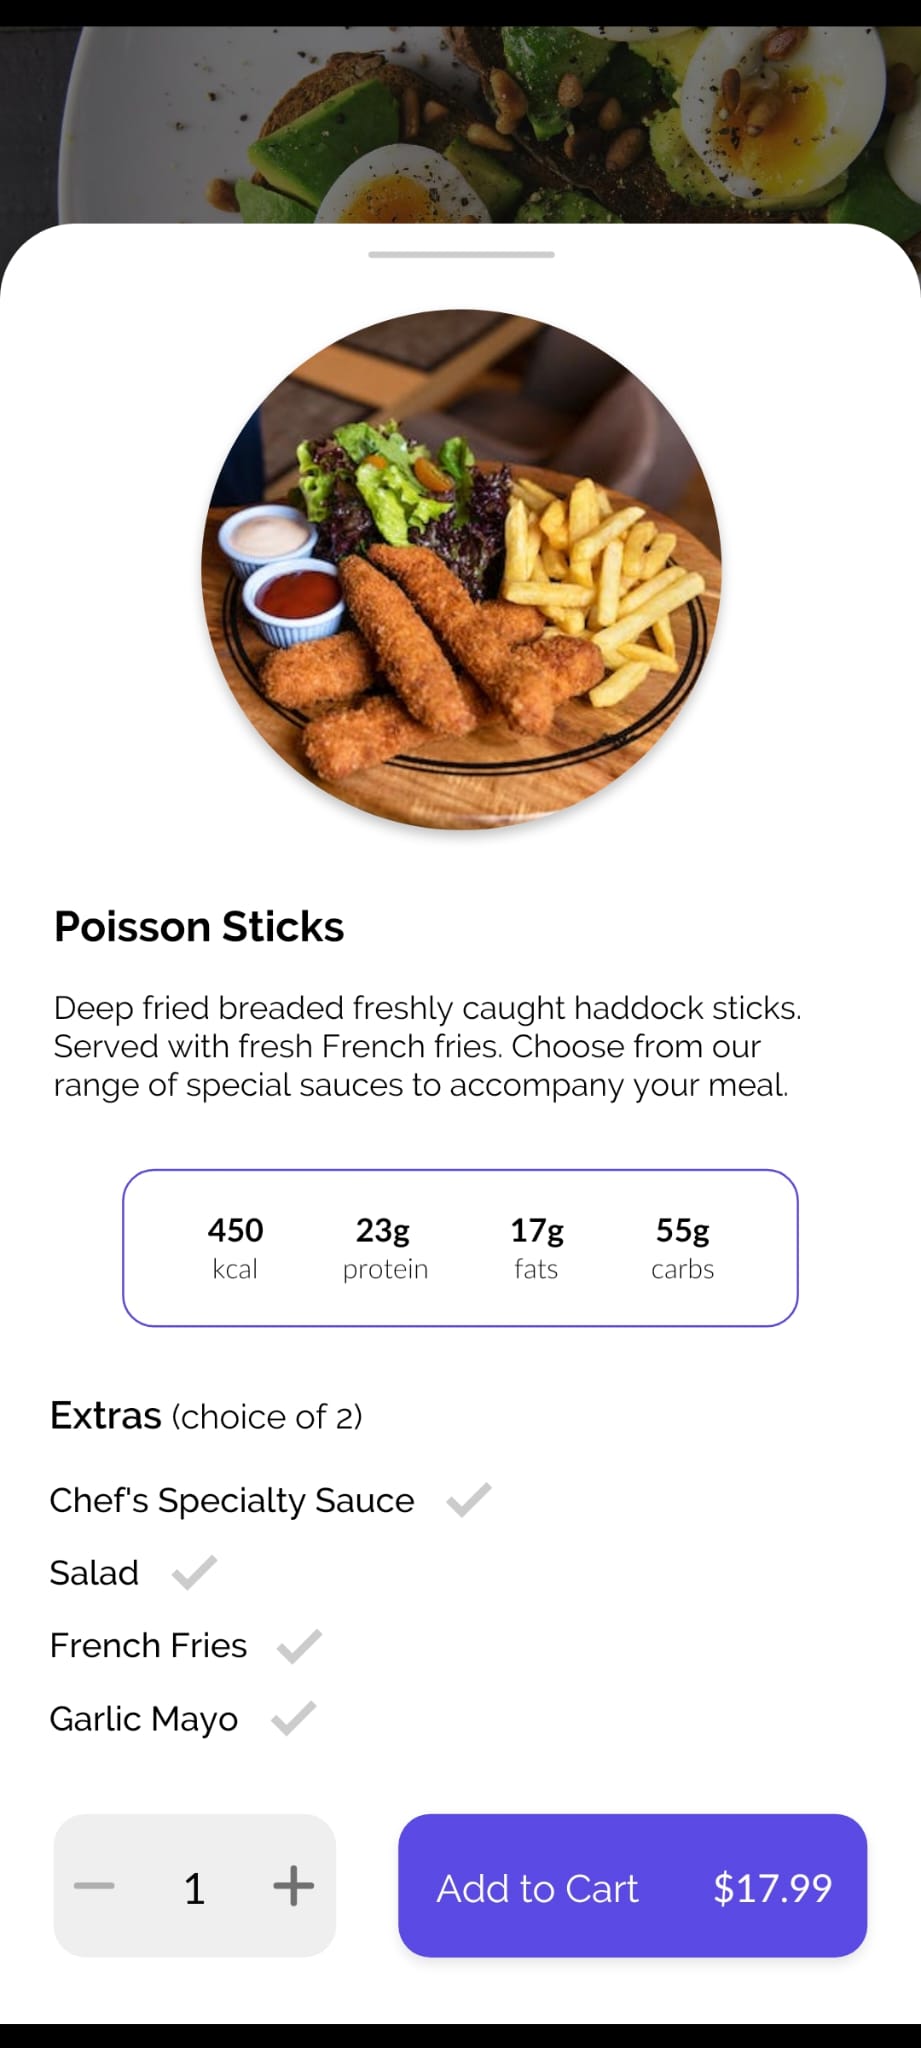 Poisson Sticks
Deep fried breaded freshly caught haddock sticks.
Served with fresh French fries. Choose from our
range of special sauces to accompany your meal.
450 23g 17g 55g
kcal protein fats carbs
Extras (choice of 2)
Chef's Specialty Sauce
Salad
French Fries
Garlic Mayo
1
Add to Cart $17.99